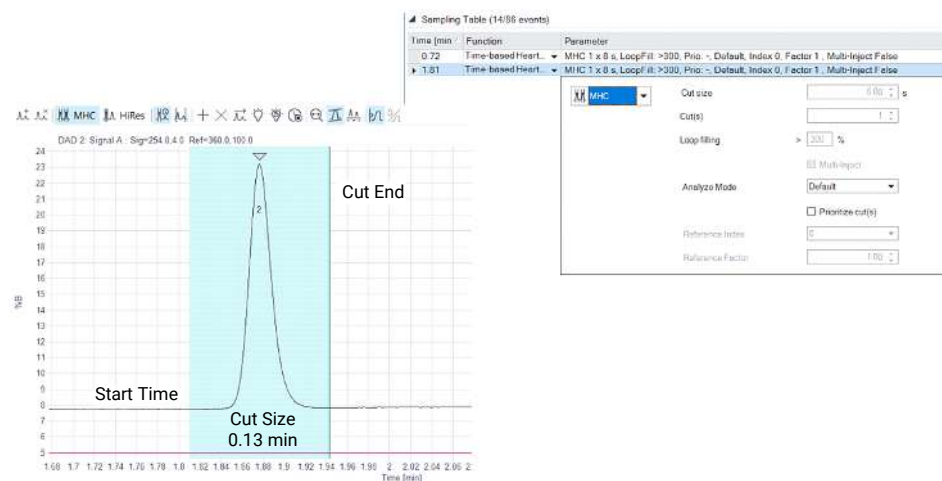 Sampling Table (14/86 events)
Time [min Function Parameter
0.72 Time-based Heart... MHC 1 x 8 s, LoopFill: >300, Prio: -, Default, Index 0, Factor 1, Multi-Inject False
1.81 Time-based Heart... MHC 1 x 8 s, LoopFill: >300, Prio: -, Default, Index 0, Factor 1, Multi-Inject False
MHC
Cut size s
Cut(s) 1
Loop filling > 300 %
Multi-Inject
Analyze Mode Default
Prioritize cut(s)
Reference Index 0
Reference Factor 1.00
MHC HiRes
DAD 2: Signal A: Sig=254.0,4.0 Ref=360.0,100.0
%B
24
23
22
21
20
19
18
17
16
15
14
13
12
11
10
9
8
7
6
5
2
Cut End
Start Time
Cut Size
0.13 min
1.68 1.7 1.72 1.74 1.76 1.78 1.8 1.82 1.84 1.86 1.88 1.9 1.92 1.94 1.96 1.98 2 2.02 2.04 2.06 2.
Time [min]